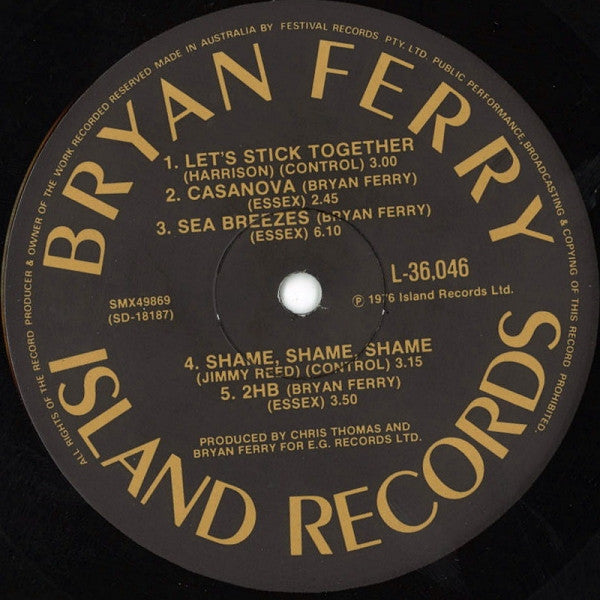 BRYAN FERRY
1. LET'S STICK TOGETHER
(HARRISON) (CONTROL) 3.00
2. CASANOVA (BRYAN FERRY)
(ESSEX) 2.45
3. SEA BREEZES (BRYAN FERRY)
(ESSEX) 6.10
L-36,046
SMX49869
(SD-18187)
℗ 1976 Island Records Ltd.
4. SHAME, SHAME, SHAME
(JIMMY REED) (CONTROL) 3.15
5. 2HB (BRYAN FERRY)
(ESSEX) 3.50
PRODUCED BY CHRIS THOMAS AND
BRYAN FERRY FOR E.G. RECORDS LTD.
ISLAND RECORDS
ALL RIGHTS OF THE RECORD PRODUCER & OWNER OF THE WORK RECORDED RESERVED MADE IN AUSTRALIA BY FESTIVAL RECORDS PTY. LTD. PUBLIC PERFORMANCE, BROADCASTING & COPYING OF THIS RECORD PROHIBITED.